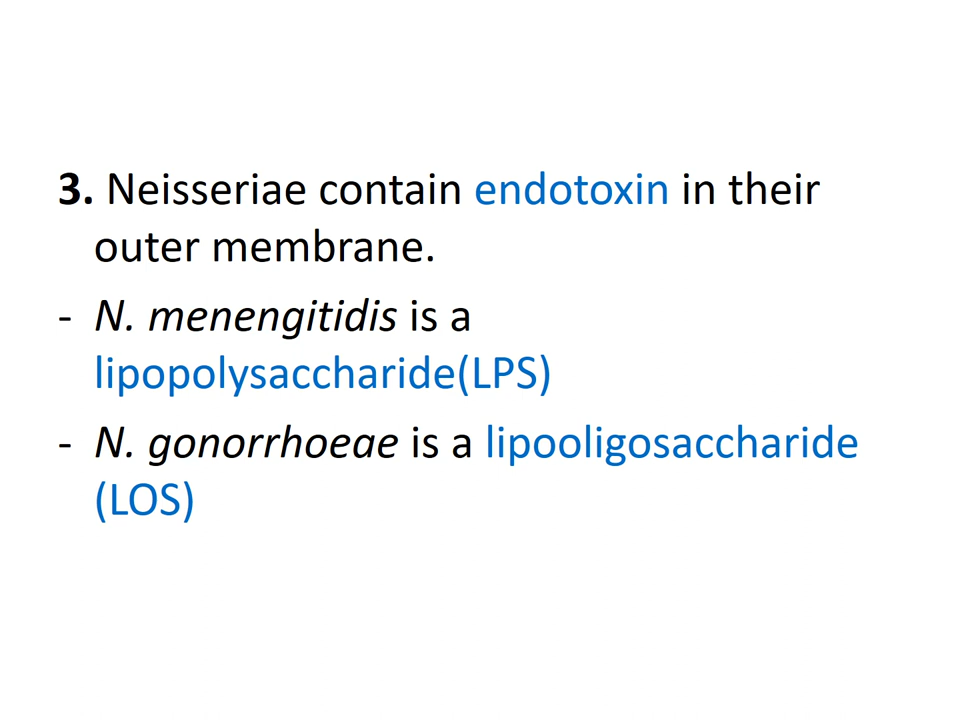 3. Neisseriae contain endotoxin in their
outer membrane.
- N. menengitidis is a
lipopolysaccharide(LPS)
- N. gonorrhoeae is a lipooligosaccharide
(LOS)